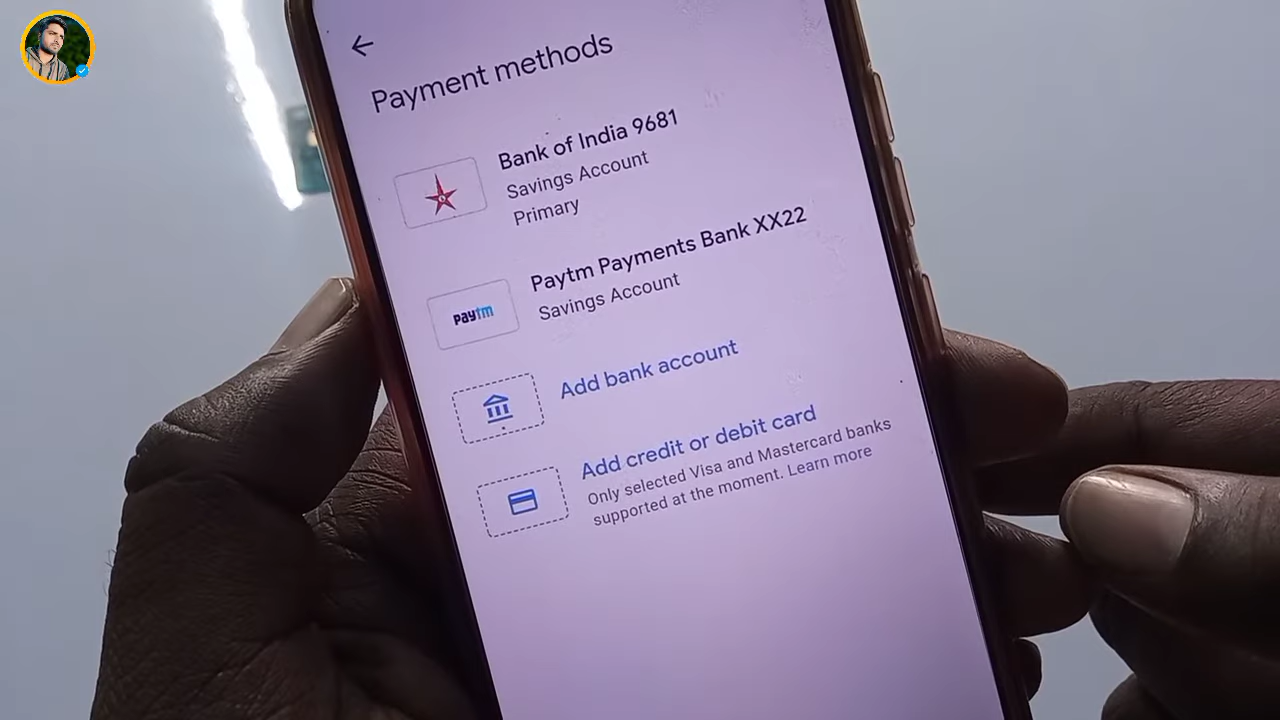 Payment methods
Bank of India 9681
Savings Account
Primary
Paytm Payments Bank XX22
paytm
Savings Account
Add bank account
Add credit or debit card
Only selected Visa and Mastercard banks
supported at the moment. Learn more